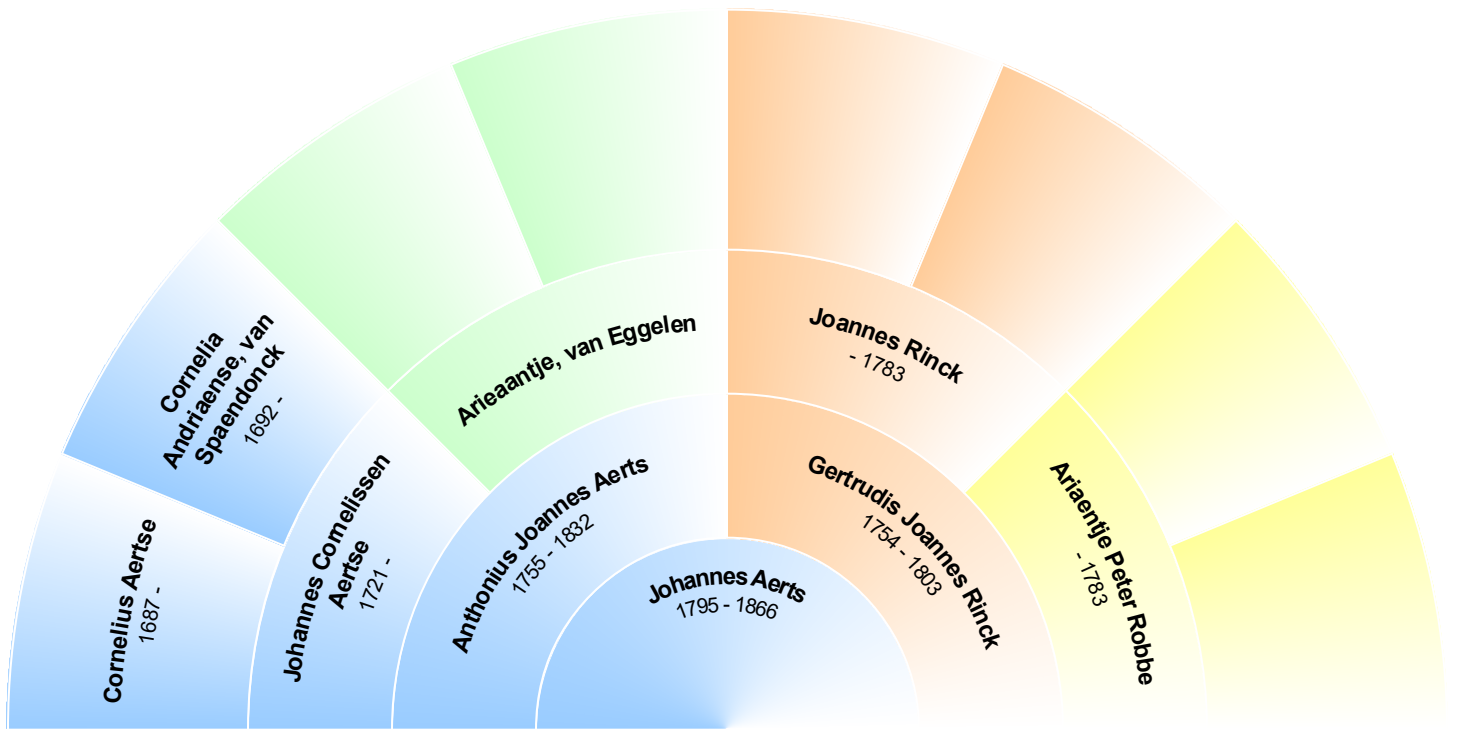 Cornelius Aertse
1687 -
Cornelia
Andriaense, van
Spaendonck
1692 -
Johannes Cornelissen
Aertse
1721 -
Arieaantje, van Eggelen
Joannes Rinck
- 1783
Ariaentje Peter Robbe
- 1783
Anthonius Joannes Aerts
1755 - 1832
Gertrudis Joannes Rinck
1754 - 1803
Johannes Aerts
1795 - 1866